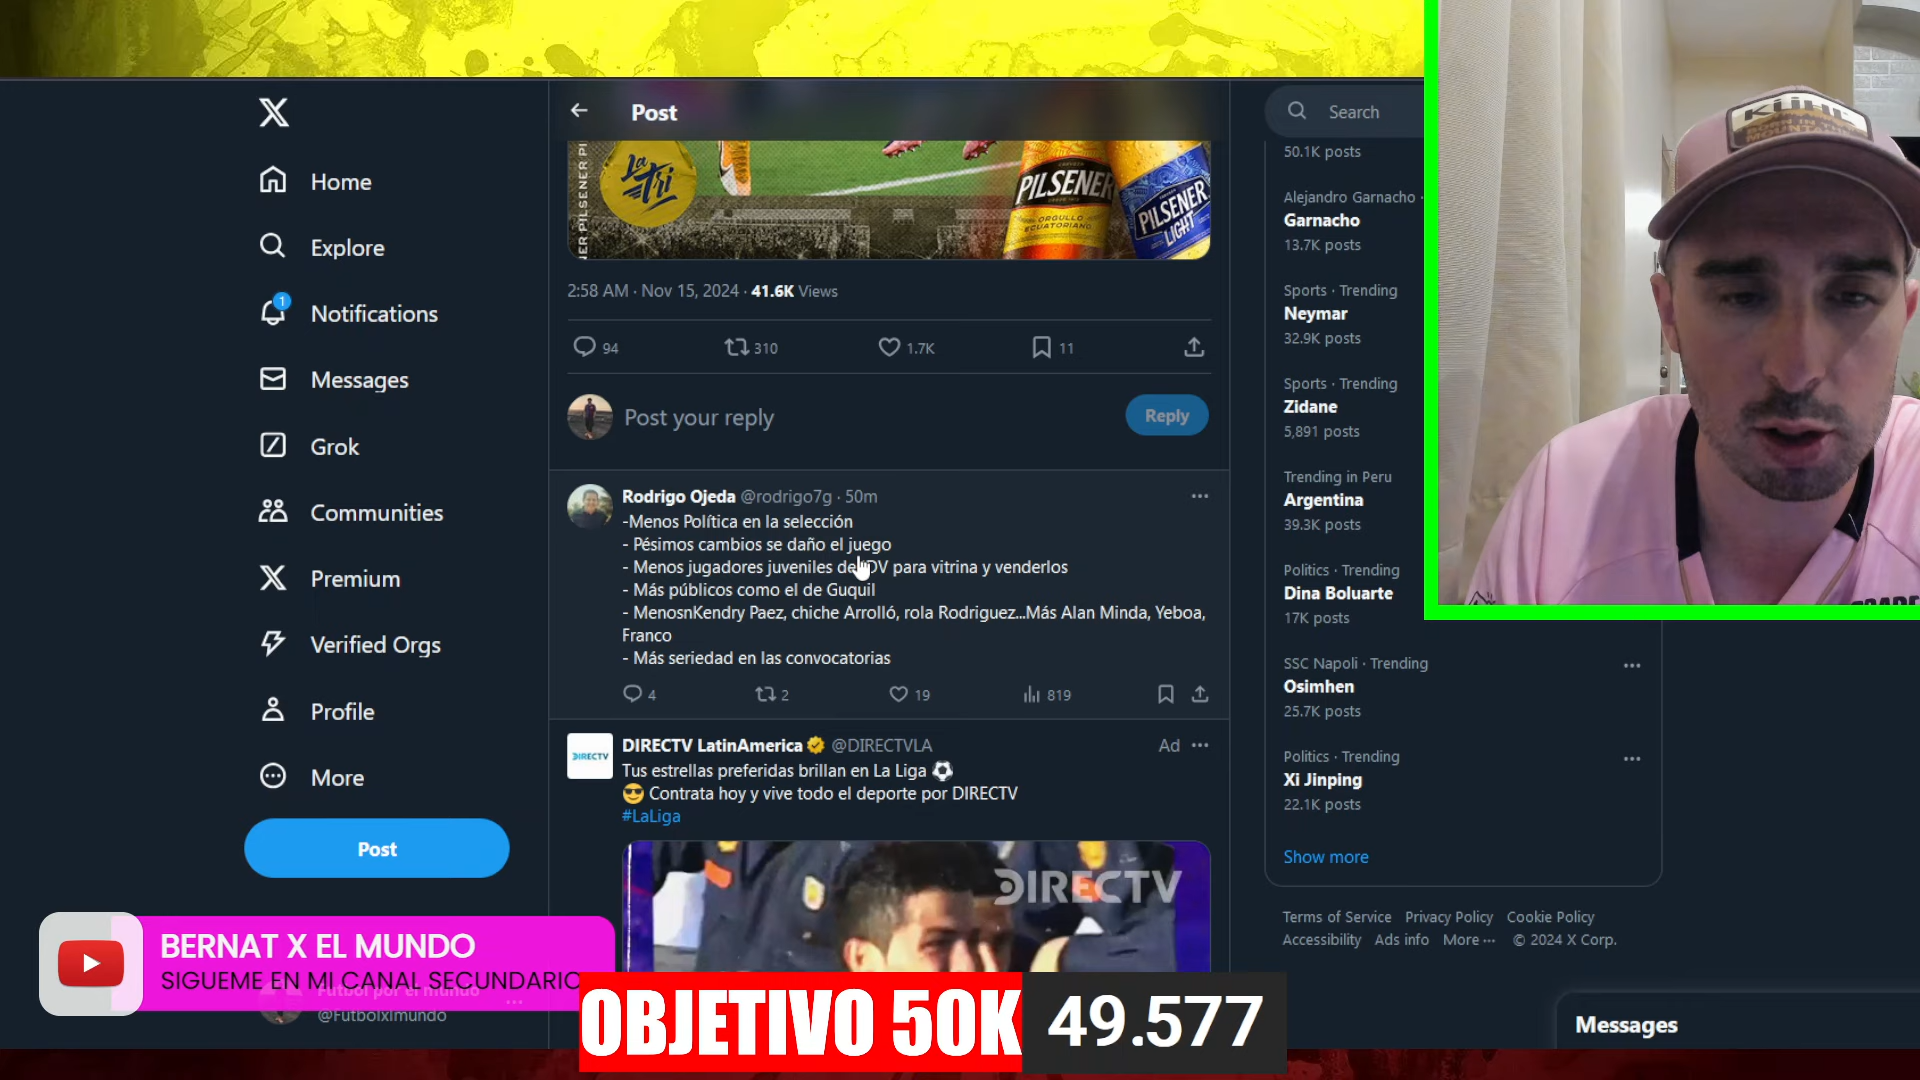 Home
Explore
1
Notifications
Messages
Grok
Communities
Premium
Verified Orgs
Profile
More
Post
@Futbolxlmundo
Post
La Tri
PILSENER
ORGULLO
ECUATORIANO
PILSENER
LIGHT
2:58 AM · Nov 15, 2024 · 41.6K Views
94 310 1.7K 11
Post your reply
Reply
Rodrigo Ojeda @rodrigo7g · 50m
-Menos Política en la selección
- Pésimos cambios se daño el juego
- Menos jugadores juveniles de DV para vitrina y venderlos
- Más públicos como el de Guquil
- MenosnKendry Paez, chiche Arrolló, rola Rodriguez...Más Alan Minda, Yeboa,
Franco
- Más seriedad en las convocatorias
4 2 19 819
DIRECTV
DIRECTV LatinAmerica @DIRECTVLA Ad
Tus estrellas preferidas brillan en La Liga
Contrata hoy y vive todo el deporte por DIRECTV
#LaLiga
DIRECTV
Search
50.1K posts
Alejandro Garnacho ·
Garnacho
13.7K posts
Sports · Trending
Neymar
32.9K posts
Sports · Trending
Zidane
5,891 posts
Trending in Peru
Argentina
39.3K posts
Politics · Trending
Dina Boluarte
17K posts
SSC Napoli · Trending
Osimhen
25.7K posts
Politics · Trending
Xi Jinping
22.1K posts
Show more
Terms of Service Privacy Policy Cookie Policy
Accessibility Ads info More ··· © 2024 X Corp.
Messages
BERNAT X EL MUNDO
SIGUEME EN MI CANAL SECUNDARIO
OBJETIVO 50K 49.577